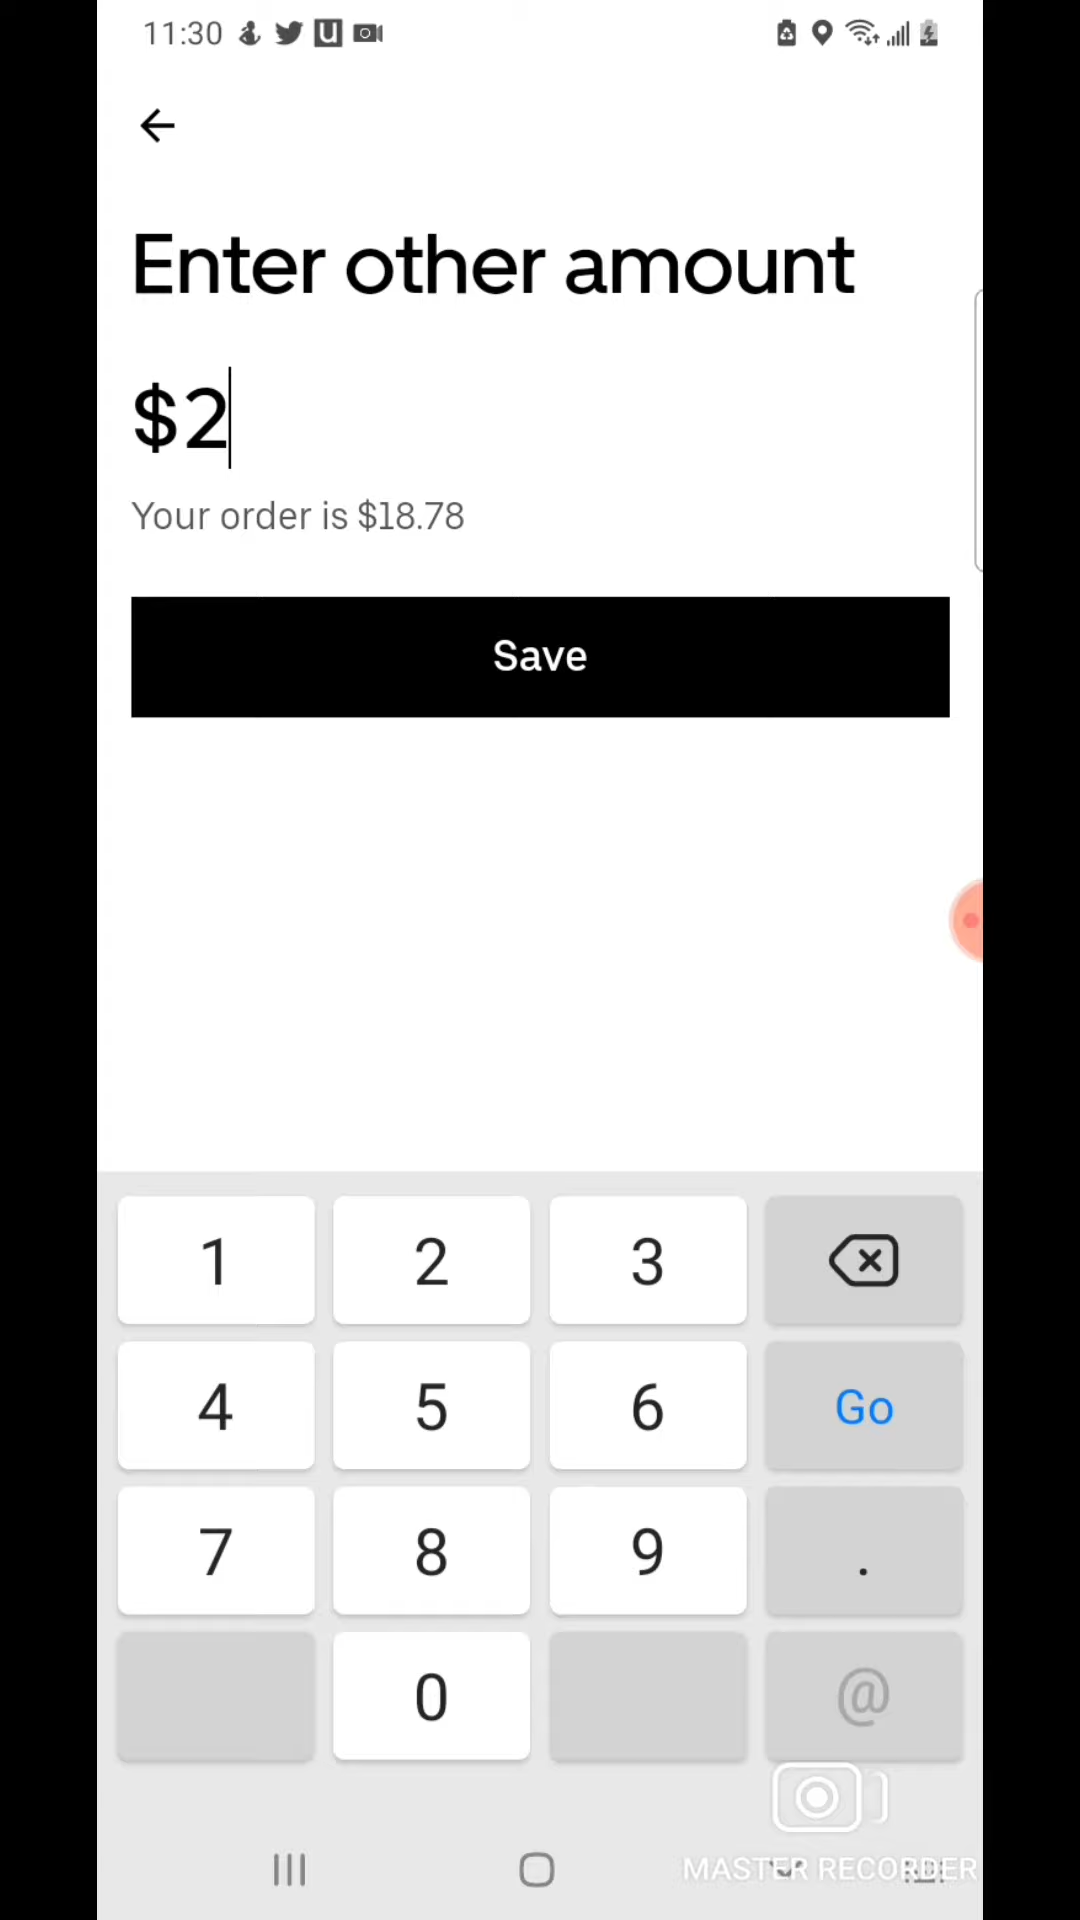 11:30
Enter other amount
$2
Your order is $18.78
Save
1 2 3
4 5 6 Go
7 8 9 .
0 @
MASTER RECORDER